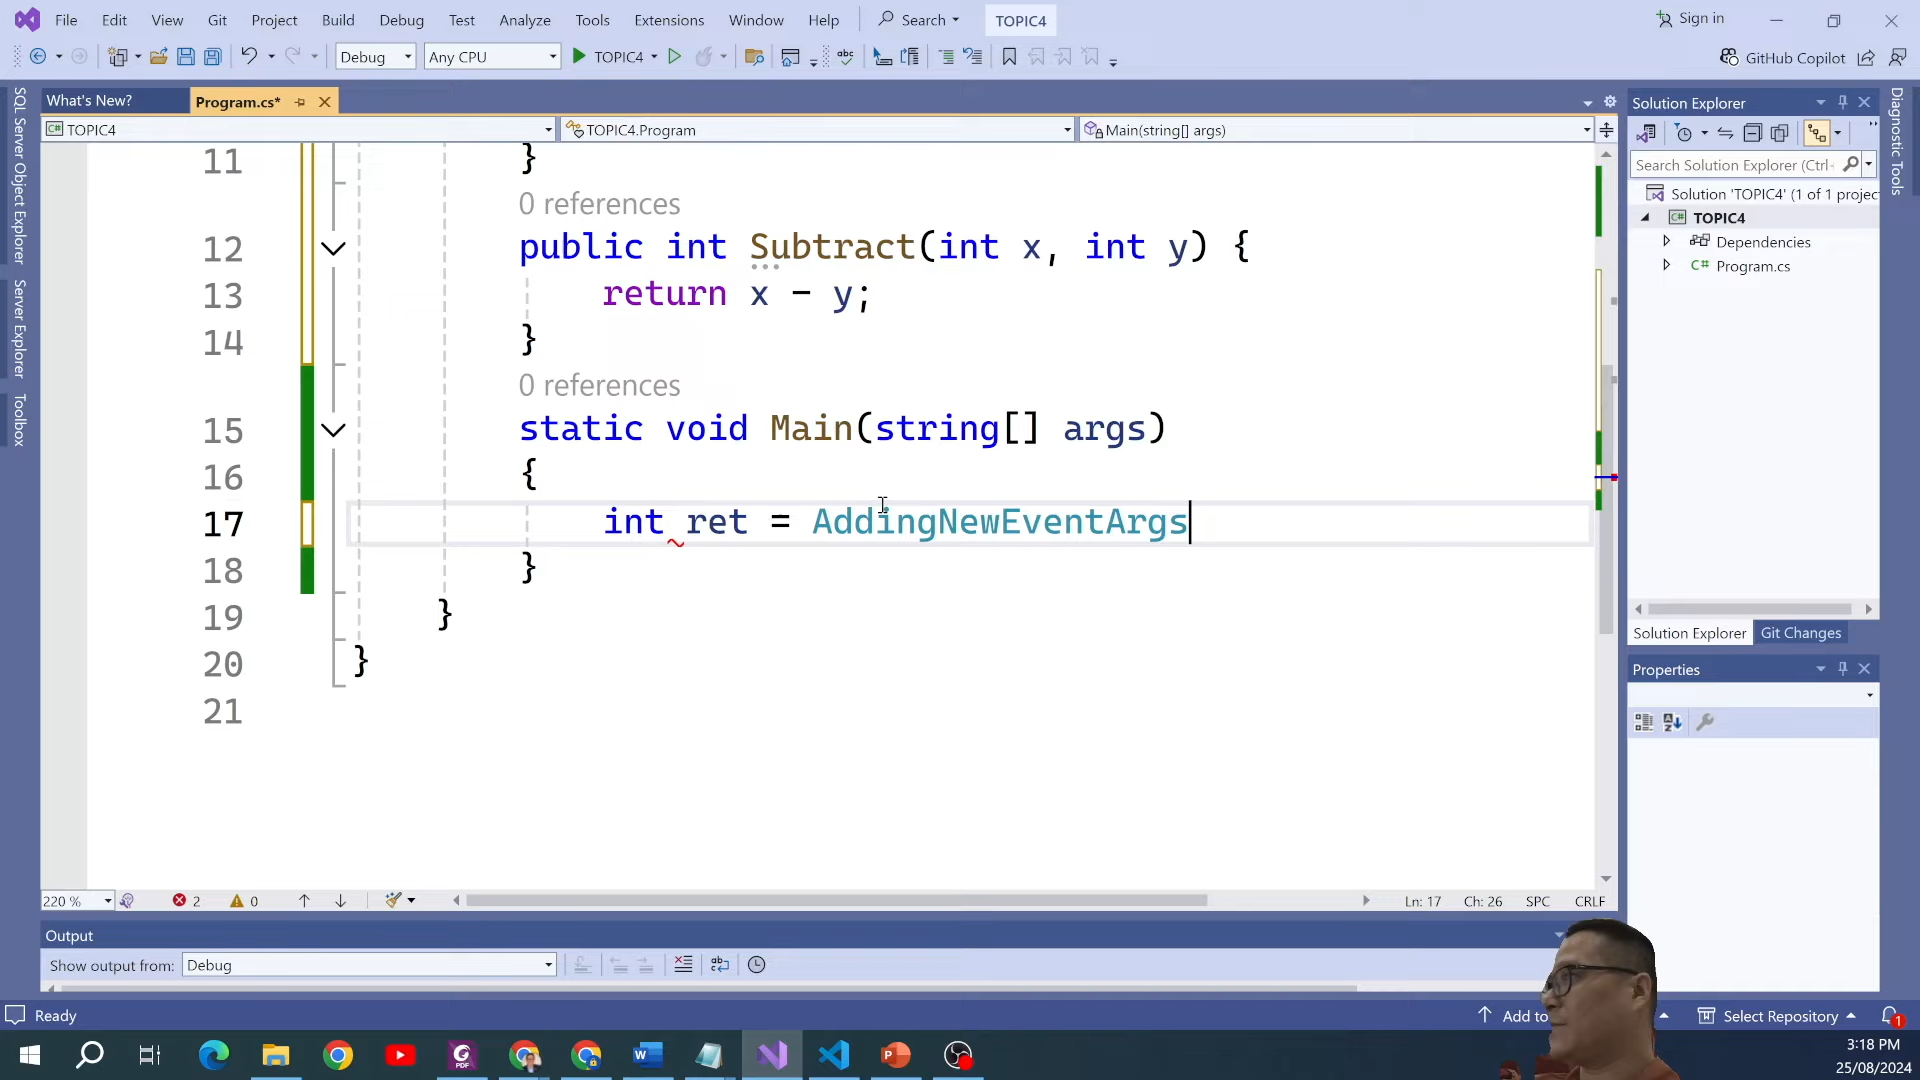 File Edit View Git Project Build Debug Test Analyze Tools Extensions Window Help Search TOPIC4 Sign in
Debug Any CPU TOPIC4 GitHub Copilot
What's New? Program.cs*
TOPIC4 TOPIC4.Program Main(string[] args)
11 }
0 references
12 public int Subtract(int x, int y) {
13 return x - y;
14 }
0 references
15 static void Main(string[] args)
16 {
17 int ret = AddingNewEventArgs
18 }
19 }
20 }
21
220 % 2 0 Ln: 17 Ch: 26 SPC CRLF
Output
Show output from: Debug
Ready Add to Select Repository 1
SQL Server Object Explorer
Server Explorer
Toolbox
Solution Explorer
Search Solution Explorer (Ctrl-
Solution 'TOPIC4' (1 of 1 projec
C# TOPIC4
Dependencies
C# Program.cs
Solution Explorer Git Changes
Properties
Diagnostic Tools
3:18 PM
25/08/2024